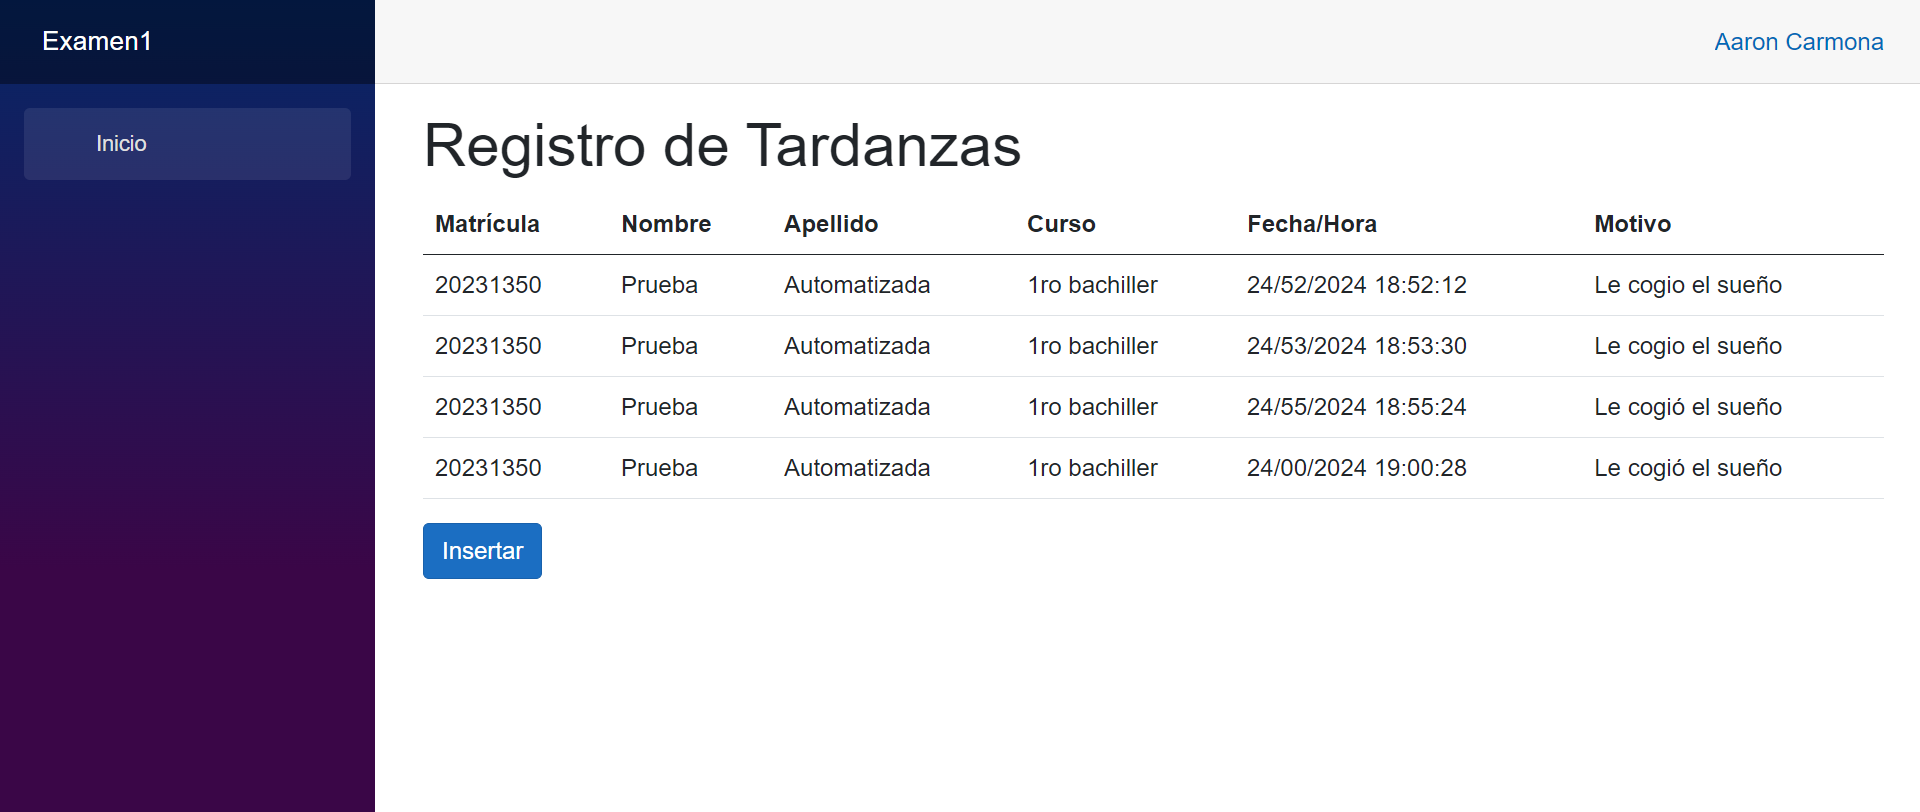 Examen1
Aaron Carmona
Inicio
Registro de Tardanzas
Matrícula Nombre Apellido Curso Fecha/Hora Motivo
20231350 Prueba Automatizada 1ro bachiller 24/52/2024 18:52:12 Le cogio el sueño
20231350 Prueba Automatizada 1ro bachiller 24/53/2024 18:53:30 Le cogio el sueño
20231350 Prueba Automatizada 1ro bachiller 24/55/2024 18:55:24 Le cogió el sueño
20231350 Prueba Automatizada 1ro bachiller 24/00/2024 19:00:28 Le cogió el sueño
Insertar